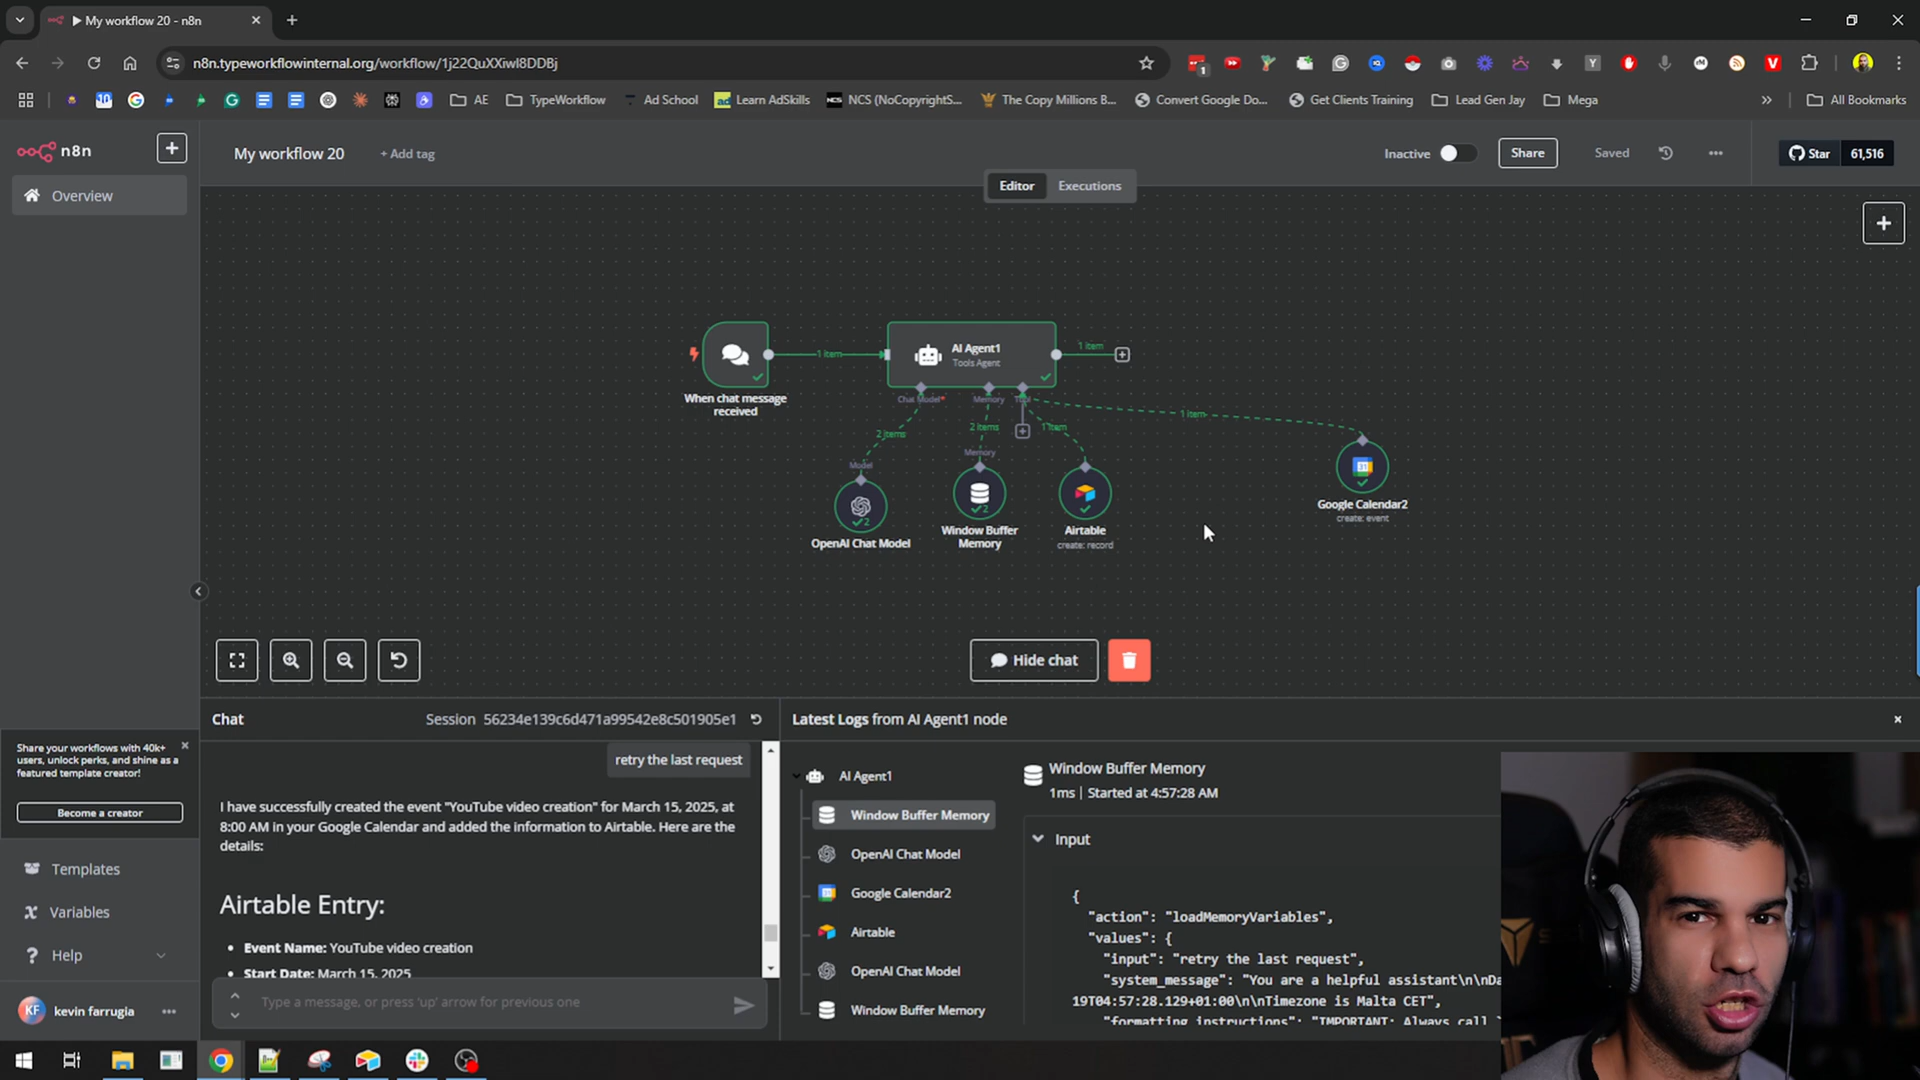 My workflow 20 - n8n
n8n.typeworkflowinternal.org/workflow/1j22QuXXiwI8DDBj
1
AE
TypeWorkflow
Ad School
Learn AdSkills
NCS (NoCopyrightS...
The Copy Millions B...
Convert Google Do...
Get Clients Training
Lead Gen Jay
Mega
All Bookmarks
n8n
My workflow 20
+ Add tag
Inactive
Share
Saved
Star
61,516
Overview
Editor
Executions
1 item
AI Agent1
Tools Agent
1 item
When chat message
received
Chat Model*
Memory
Tool
2 items
2 items
1 item
1 item
Model
Memory
2
2
31
OpenAI Chat Model
Window Buffer
Memory
Airtable
create: record
Google Calendar2
create: event
Hide chat
Chat
Session 56234e139c6d471a99542e8c501905e1
retry the last request
I have successfully created the event "YouTube video creation" for March 15, 2025, at
8:00 AM in your Google Calendar and added the information to Airtable. Here are the
details:
Airtable Entry:
• Event Name: YouTube video creation
• Start Date: March 15, 2025
Type a message, or press 'up' arrow for previous one
Latest Logs from AI Agent1 node
AI Agent1
Window Buffer Memory
OpenAI Chat Model
Google Calendar2
Airtable
OpenAI Chat Model
Window Buffer Memory
Window Buffer Memory
1ms | Started at 4:57:28 AM
Input
{
"action": "loadMemoryVariables",
"values": {
"input": "retry the last request",
"system_message": "You are a helpful assistant\n\nDa
19T04:57:28.129+01:00\n\nTimezone is Malta CET",
"formatting_instructions": "IMPORTANT: Always call
Share your workflows with 40k+
users, unlock perks, and shine as a
featured template creator!
Become a creator
Templates
Variables
Help
KF
kevin farrugia